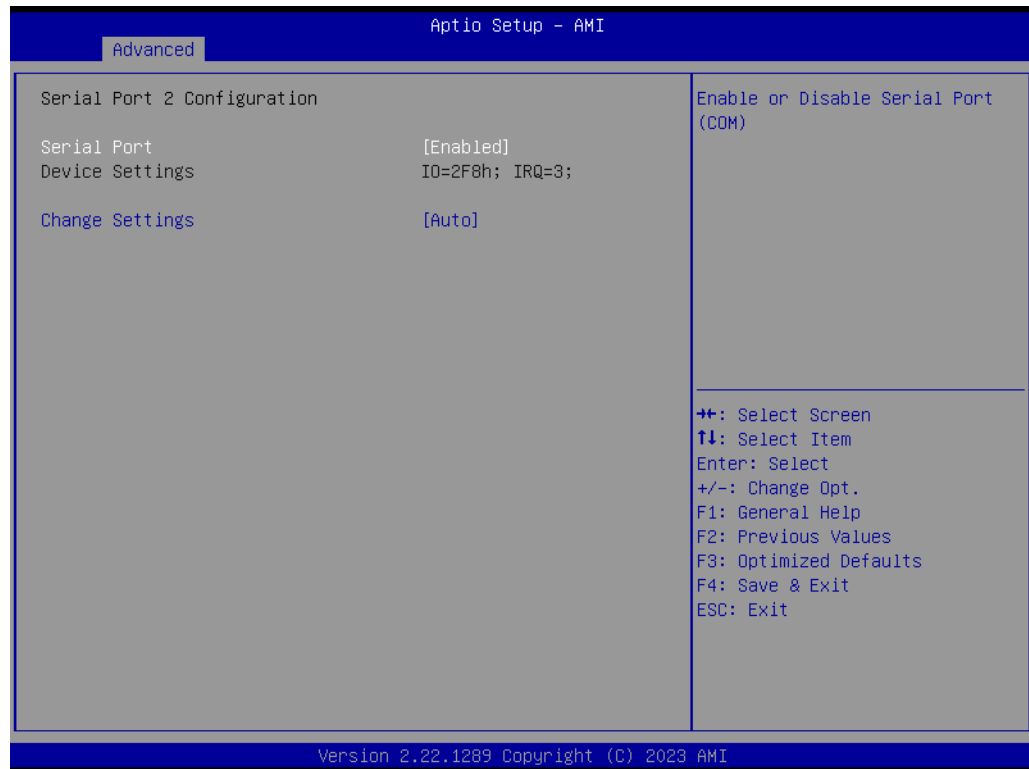 Aptio Setup – AMI
Advanced
Serial Port 2 Configuration
Serial Port [Enabled]
Device Settings IO=2F8h; IRQ=3;
Change Settings [Auto]
Enable or Disable Serial Port
(COM)
→←: Select Screen
↑↓: Select Item
Enter: Select
+/-: Change Opt.
F1: General Help
F2: Previous Values
F3: Optimized Defaults
F4: Save & Exit
ESC: Exit
Version 2.22.1289 Copyright (C) 2023 AMI